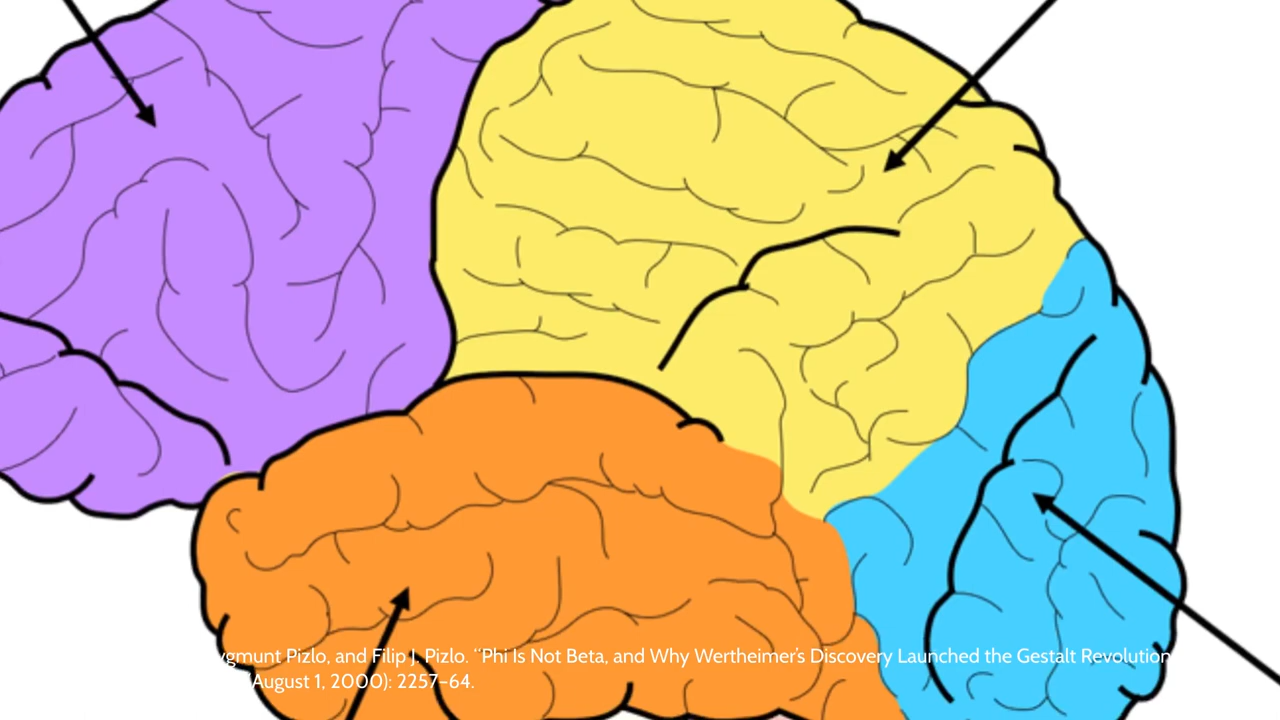 Zygmunt Pizlo, and Filip J. Pizlo. “Phi Is Not Beta, and Why Wertheimer’s Discovery Launched the Gestalt Revolution
(August 1, 2000): 2257–64.